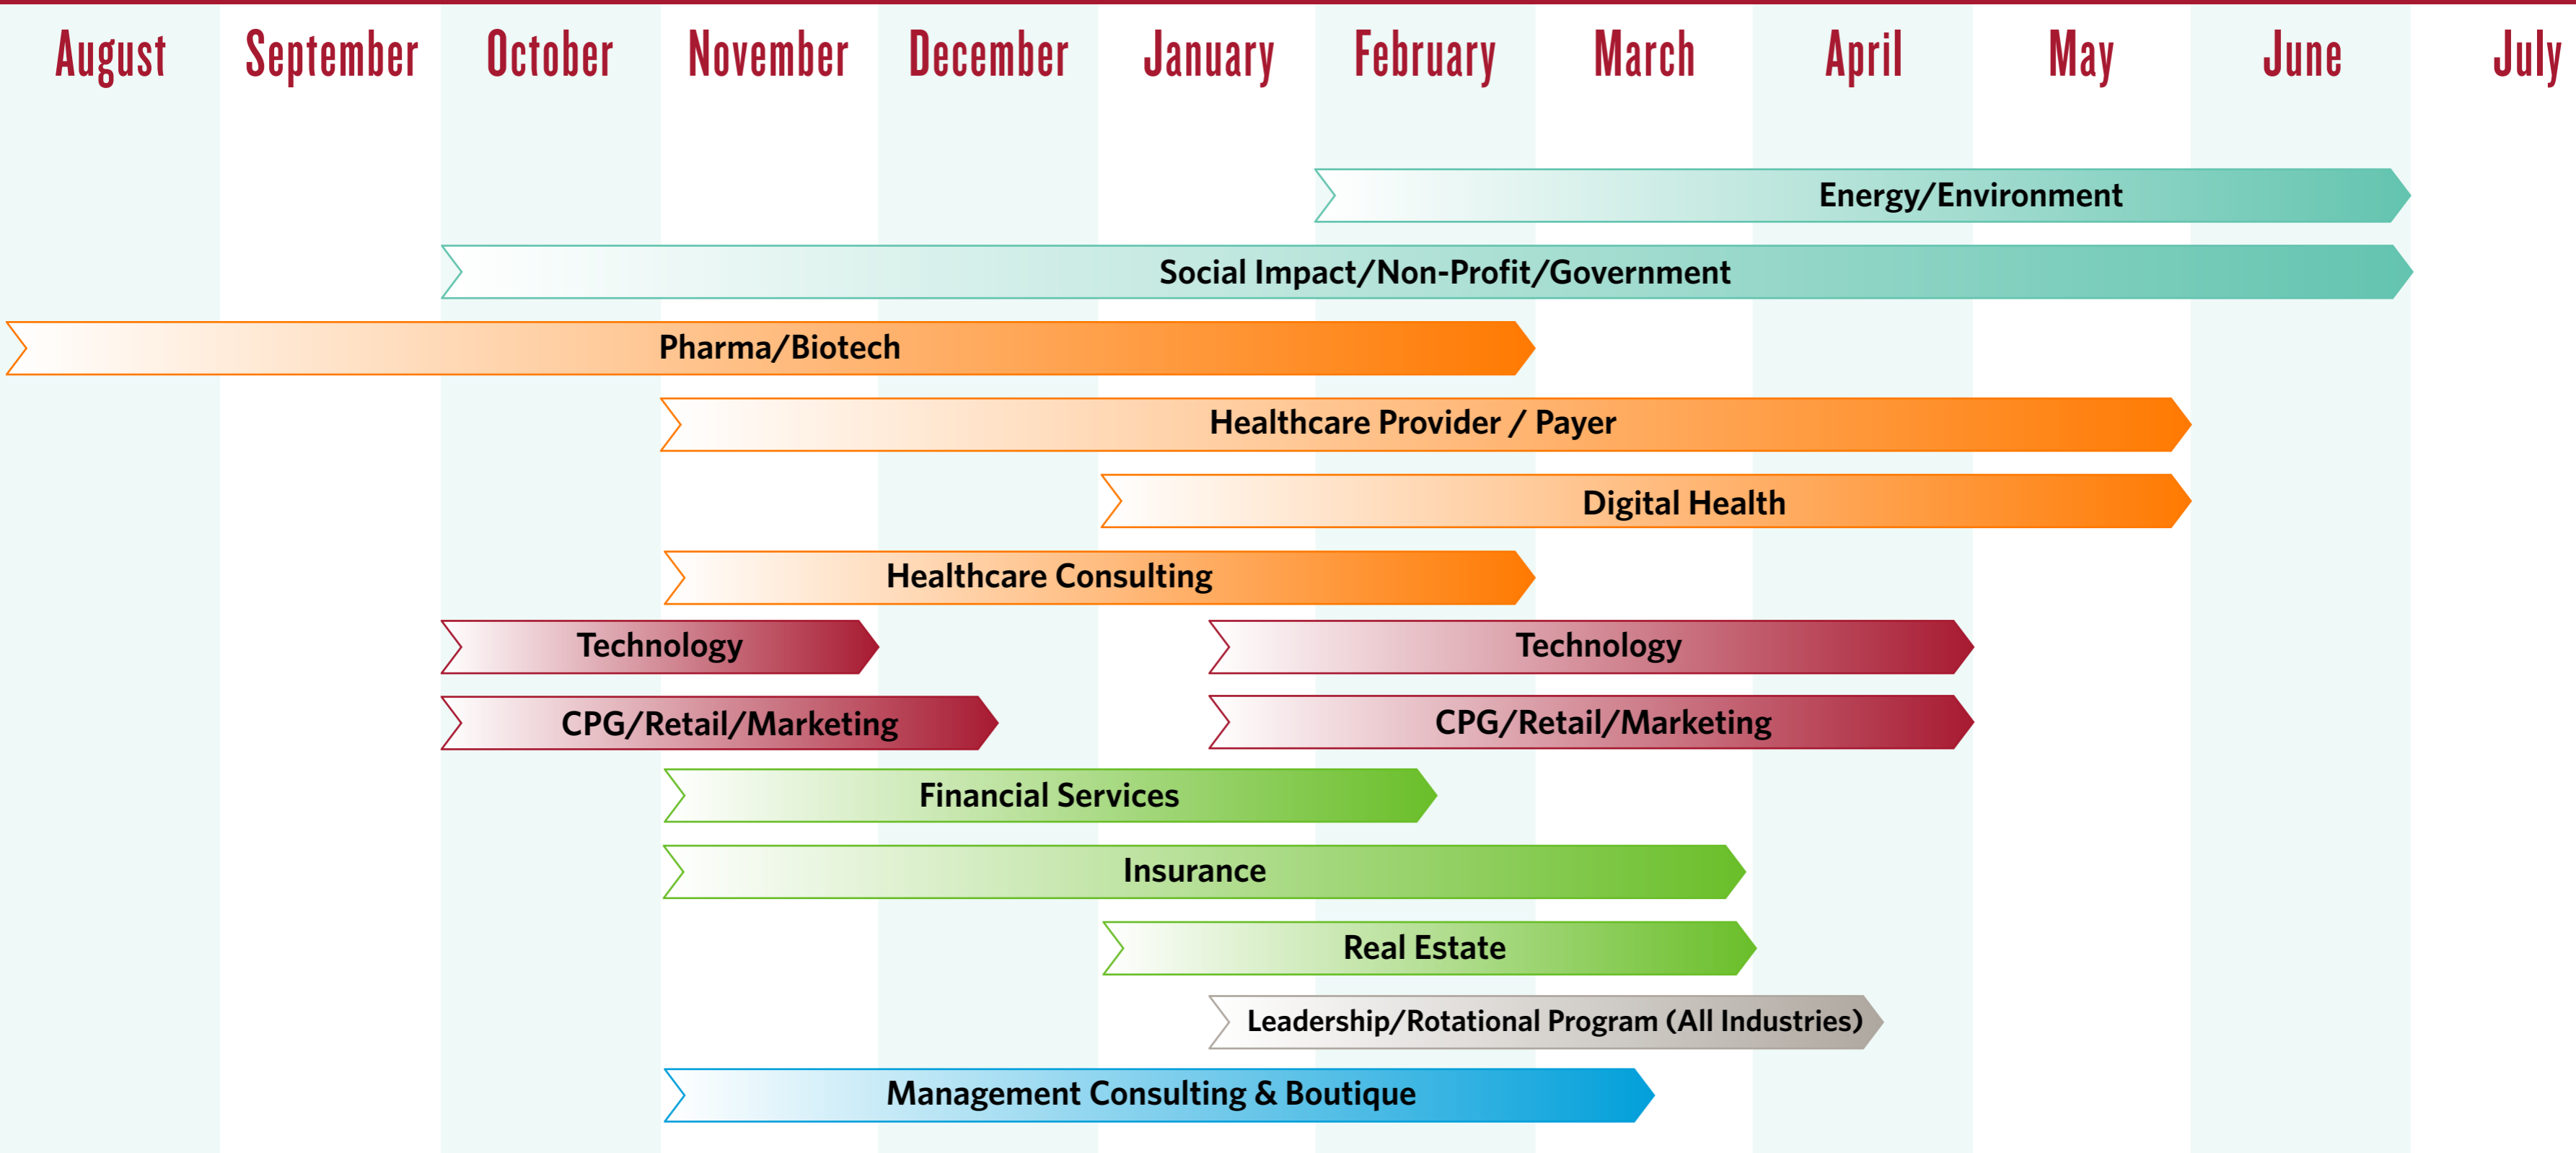 August September October November December January February March April May June July
Energy/Environment
Social Impact/Non-Profit/Government
Pharma/Biotech
Healthcare Provider / Payer
Digital Health
Healthcare Consulting
Technology Technology
CPG/Retail/Marketing CPG/Retail/Marketing
Financial Services
Insurance
Real Estate
Leadership/Rotational Program (All Industries)
Management Consulting & Boutique